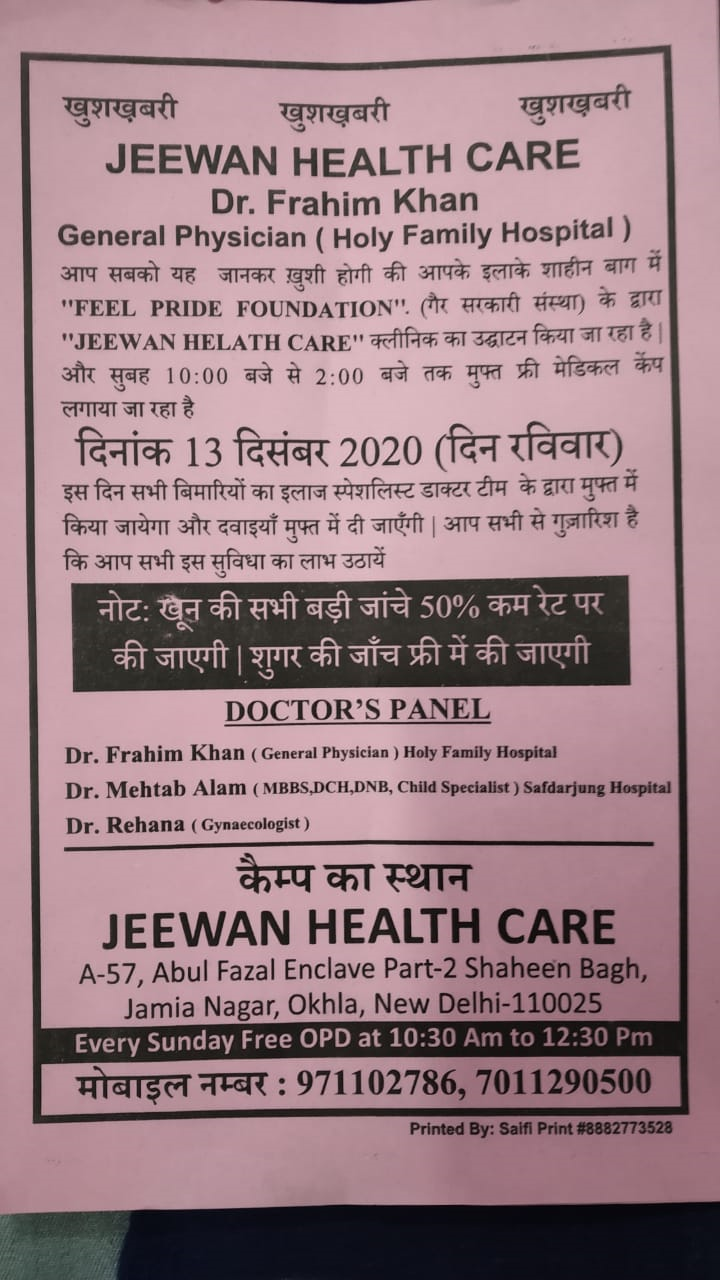 खुशख़बरी खुशख़बरी खुशख़बरी
JEEWAN HEALTH CARE
Dr. Frahim Khan
General Physician ( Holy Family Hospital )
आप सबको यह जानकर ख़ुशी होगी की आपके इलाके शाहीन बाग में
"FEEL PRIDE FOUNDATION". (गैर सरकारी संस्था) के द्वारा
"JEEWAN HELATH CARE" क्लीनिक का उद्घाटन किया जा रहा है |
और सुबह 10:00 बजे से 2:00 बजे तक मुफ्त फ्री मेडिकल केंप
लगाया जा रहा है
दिनांक 13 दिसंबर 2020 (दिन रविवार)
इस दिन सभी बिमारियों का इलाज स्पेशलिस्ट डाक्टर टीम के द्वारा मुफ्त में
किया जायेगा और दवाइयाँ मुफ्त में दी जाएँगी | आप सभी से गुज़ारिश है
कि आप सभी इस सुविधा का लाभ उठायें
नोट: खून की सभी बड़ी जांचे 50% कम रेट पर
की जाएगी | शुगर की जाँच फ्री में की जाएगी
DOCTOR'S PANEL
Dr. Frahim Khan ( General Physician ) Holy Family Hospital
Dr. Mehtab Alam ( MBBS,DCH,DNB, Child Specialist ) Safdarjung Hospital
Dr. Rehana ( Gynaecologist )
कैम्प का स्थान
JEEWAN HEALTH CARE
A-57, Abul Fazal Enclave Part-2 Shaheen Bagh,
Jamia Nagar, Okhla, New Delhi-110025
Every Sunday Free OPD at 10:30 Am to 12:30 Pm
मोबाइल नम्बर : 971102786, 7011290500
Printed By: Saifi Print #8882773528